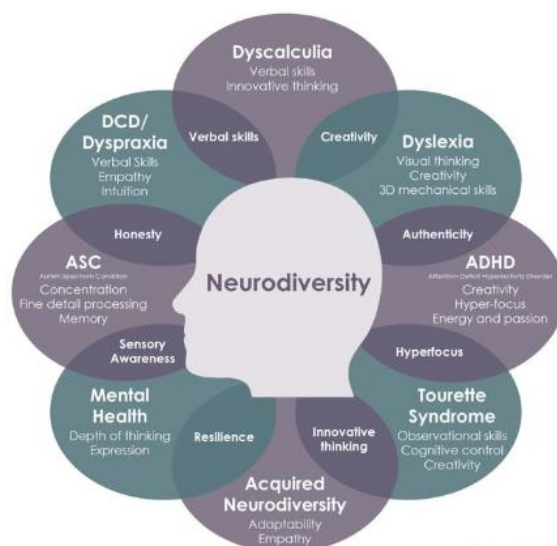 Dyscalculia
Verbal skills
Innovative thinking
DCD/
Dyspraxia
Verbal Skills
Empathy
Intuition
Verbal skills
Creativity
Dyslexia
Visual thinking
Creativity
3D mechanical skills
Honesty
Authenticity
ASC
Autism Spectrum Condition
Concentration
Fine detail processing
Memory
Neurodiversity
ADHD
Attention Deficit Hyperactivity Disorder
Creativity
Hyper-focus
Energy and passion
Sensory
Awareness
Hyperfocus
Mental
Health
Depth of thinking
Expression
Resilience
Innovative
thinking
Tourette
Syndrome
Observational skills
Cognitive control
Creativity
Acquired
Neurodiversity
Adaptability
Empathy